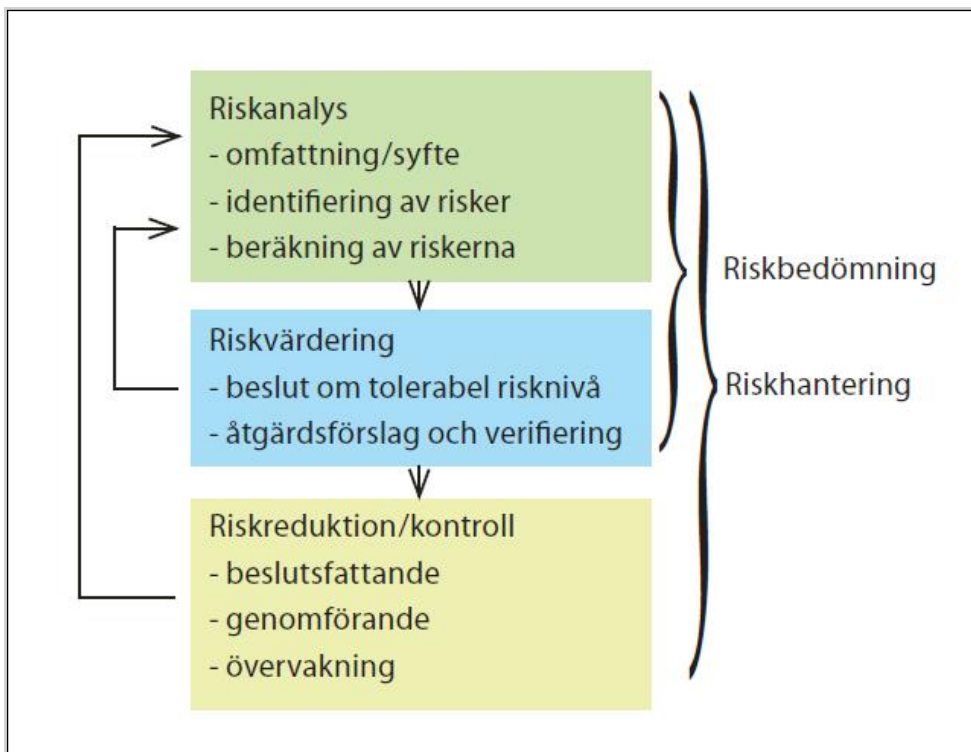 Riskanalys
- omfattning/syfte
- identifiering av risker
- beräkning av riskerna
Riskvärdering
- beslut om tolerabel risknivå
- åtgärdsförslag och verifiering
Riskreduktion/kontroll
- beslutsfattande
- genomförande
- övervakning
Riskbedömning
Riskhantering